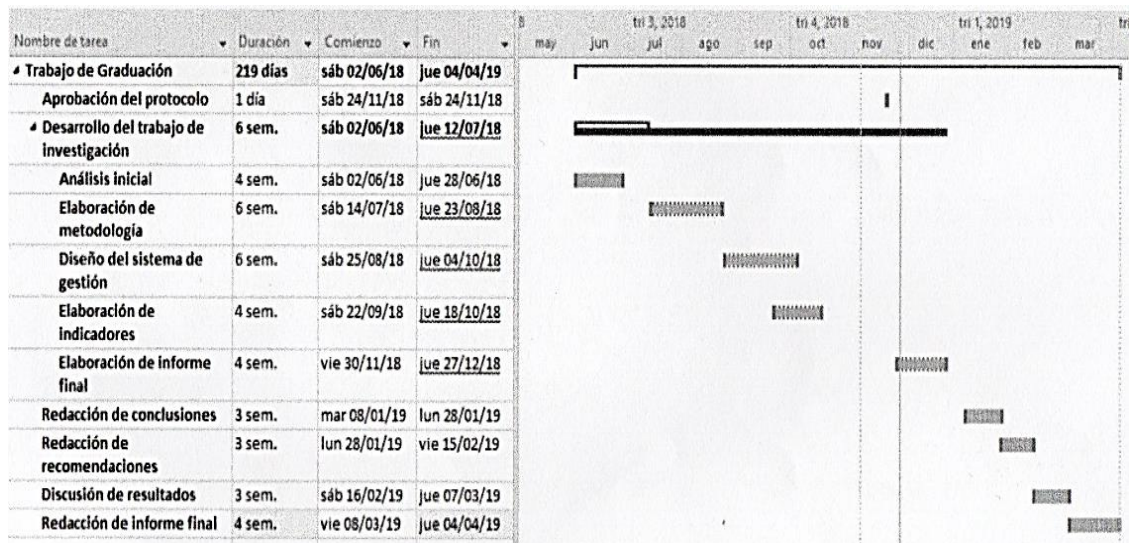 8 tri 3, 2018 tri 4, 2018 tri 1, 2019 tri
Nombre de tarea Duración Comienzo Fin may jun jul ago sep oct nov dic ene feb mar
Trabajo de Graduación 219 días sáb 02/06/18 jue 04/04/19
Aprobación del protocolo 1 día sáb 24/11/18 sáb 24/11/18
Desarrollo del trabajo de 6 sem. sáb 02/06/18 jue 12/07/18
investigación
Análisis inicial 4 sem. sáb 02/06/18 jue 28/06/18
Elaboración de 6 sem. sáb 14/07/18 jue 23/08/18
metodología
Diseño del sistema de 6 sem. sáb 25/08/18 jue 04/10/18
gestión
Elaboración de 4 sem. sáb 22/09/18 jue 18/10/18
indicadores
Elaboración de informe 4 sem. vie 30/11/18 jue 27/12/18
final
Redacción de conclusiones 3 sem. mar 08/01/19 lun 28/01/19
Redacción de 3 sem. lun 28/01/19 vie 15/02/19
recomendaciones
Discusión de resultados 3 sem. sáb 16/02/19 jue 07/03/19
Redacción de informe final 4 sem. vie 08/03/19 jue 04/04/19